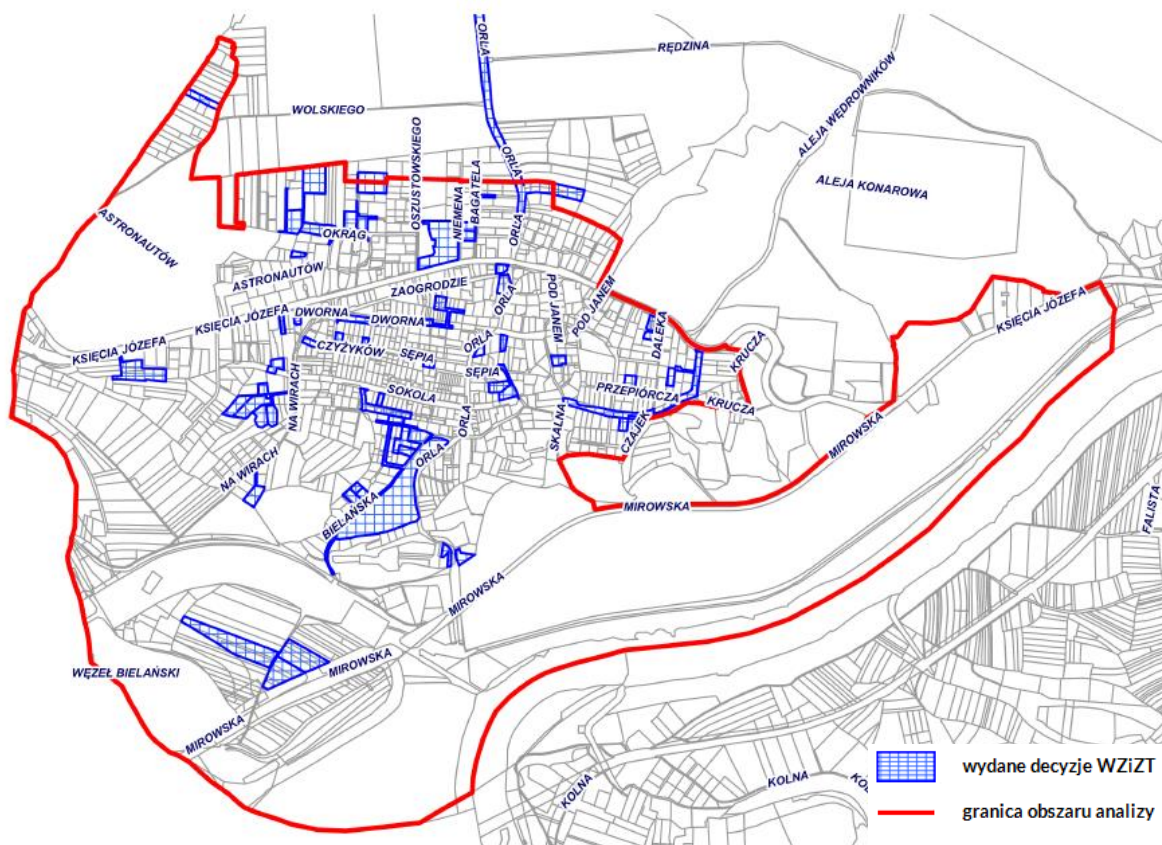 ORLA
RĘDZINA
ALEJA WĘDROWNIKÓW
WOLSKIEGO
ORLA
ALEJA KONAROWA
OSZUSTOWSKIEGO
NIEMENA
BAGATELA
ORLA
ASTRONAUTÓW
OKRĄG
ASTRONAUTÓW
ZAOGRODZIE
ORLA
POD JANEM
POD JANEM
KSIĘCIA JÓZEFA
KSIĘCIA JÓZEFA
DWORNA
DWORNA
KSIĘCIA JÓZEFA
CZYŻYKÓW
SĘPIA
ORLA
DALEKA
KRUCZA
SĘPIA
PRZEPIÓRCZA
KRUCZA
SOKOLA
NA WIRACH
ORLA
SKALNA
CZAJEK
MIROWSKA
ORLA
NA WIRACH
BIELAŃSKA
MIROWSKA
FALISTA
MIROWSKA
WĘZEŁ BIELAŃSKI
MIROWSKA
MIROWSKA
KOLNA
KOLNA
wydane decyzje WZiZT
granica obszaru analizy